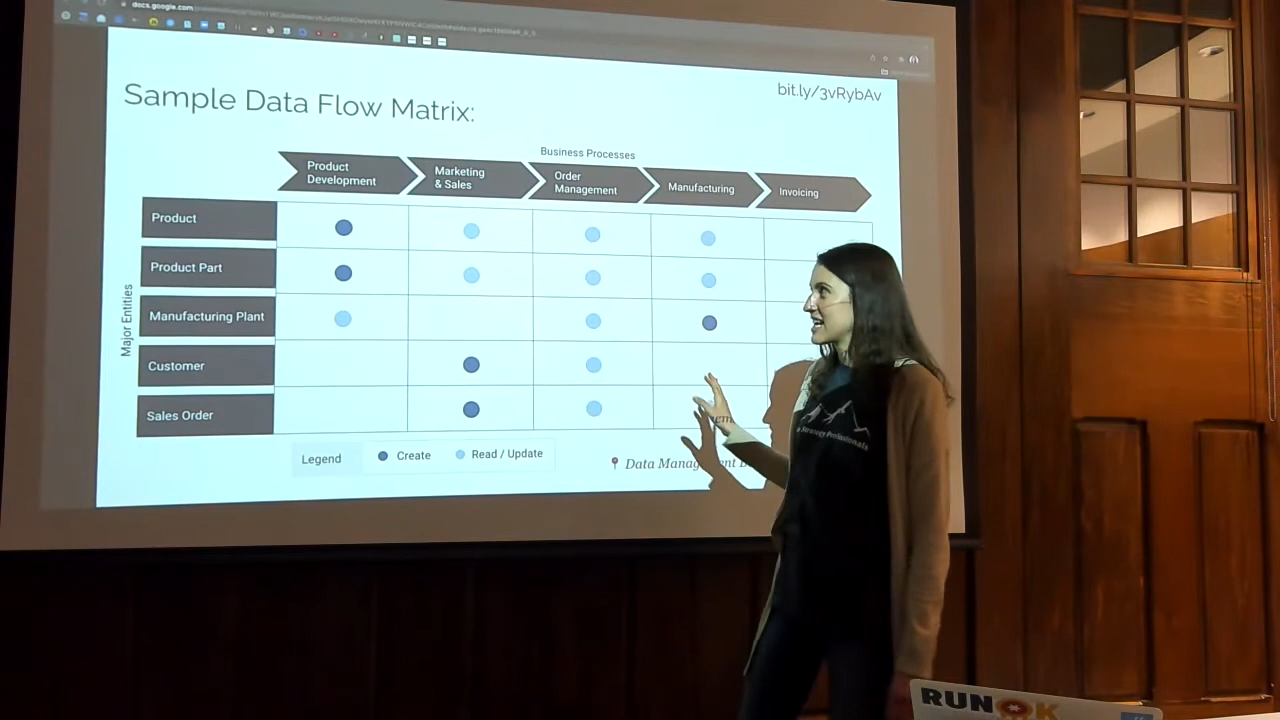 docs.google.com
Sample Data Flow Matrix:
bit.ly/3vRybAv
Business Processes
Product
Development
Marketing
& Sales
Order
Management
Manufacturing
Invoicing
Major Entities
Product
Product Part
Manufacturing Plant
Customer
Sales Order
Legend
Create
Read / Update
Data Management
Strategy Professionals
RUN OK